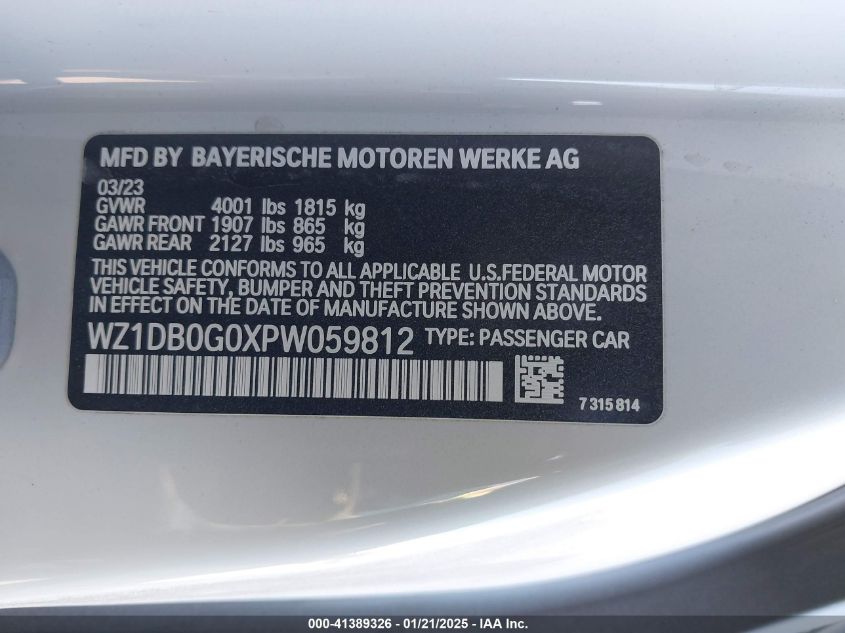 MFD BY BAYERISCHE MOTOREN WERKE AG
03/23
GVWR 4001 lbs 1815 kg
GAWR FRONT 1907 lbs 865 kg
GAWR REAR 2127 lbs 965 kg
THIS VEHICLE CONFORMS TO ALL APPLICABLE U.S.FEDERAL MOTOR
VEHICLE SAFETY, BUMPER AND THEFT PREVENTION STANDARDS
IN EFFECT ON THE DATE OF MANUFACTURE SHOWN ABOVE.
WZ1DB0G0XPW059812 TYPE: PASSENGER CAR
7 315 814
000-41389326 / 01/21/2025 - IAA Inc.